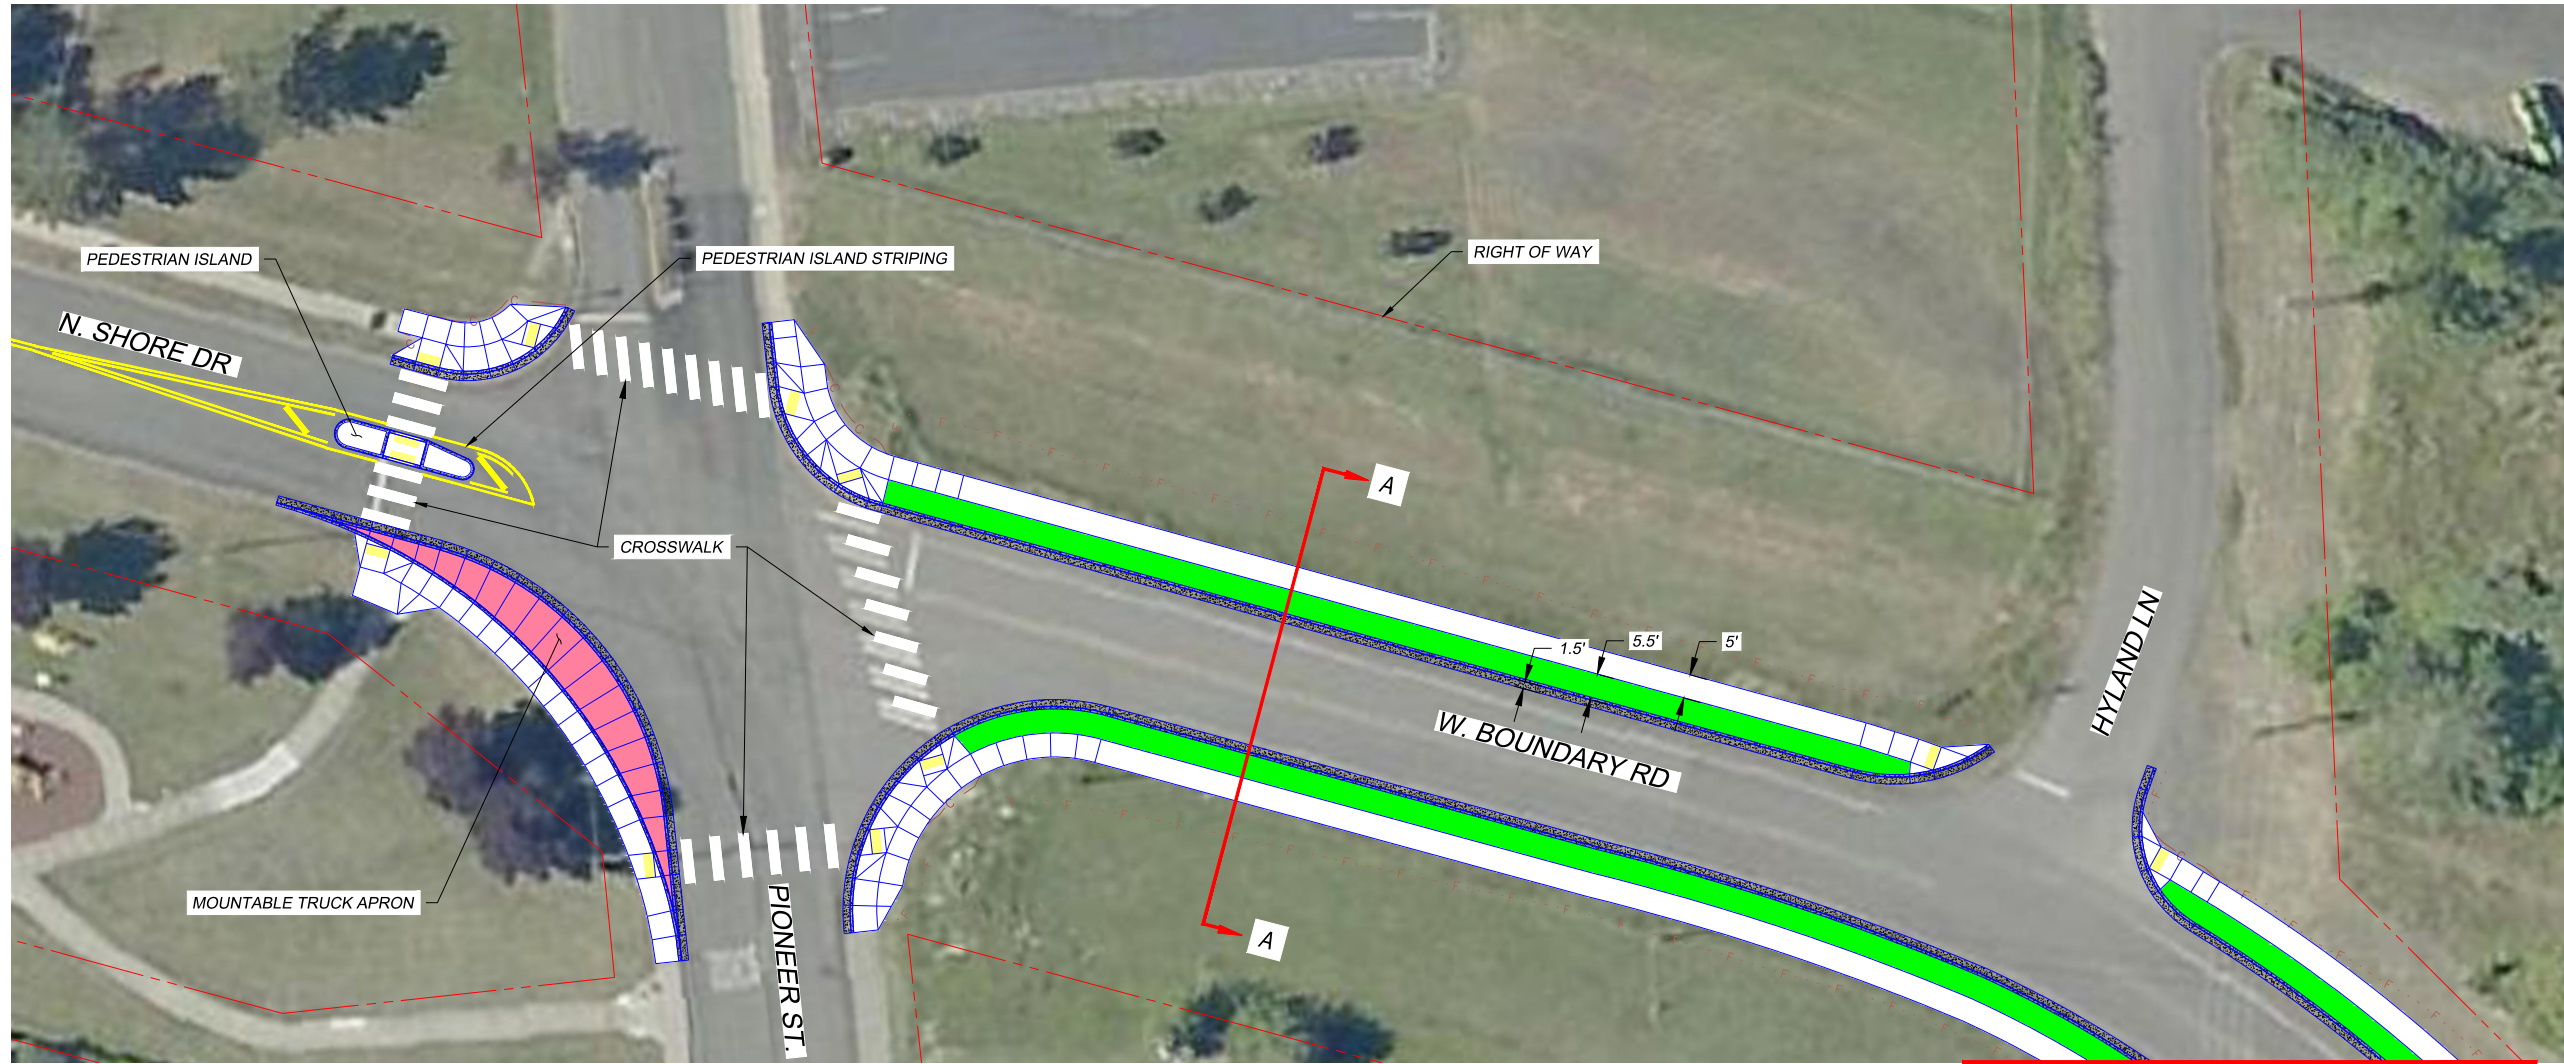 PEDESTRIAN ISLAND
PEDESTRIAN ISLAND STRIPING
RIGHT OF WAY
N. SHORE DR
A
CROSSWALK
1.5'
5.5'
5'
HYLAND LN
W. BOUNDARY RD
MOUNTABLE TRUCK APRON
PIONEER ST.
A